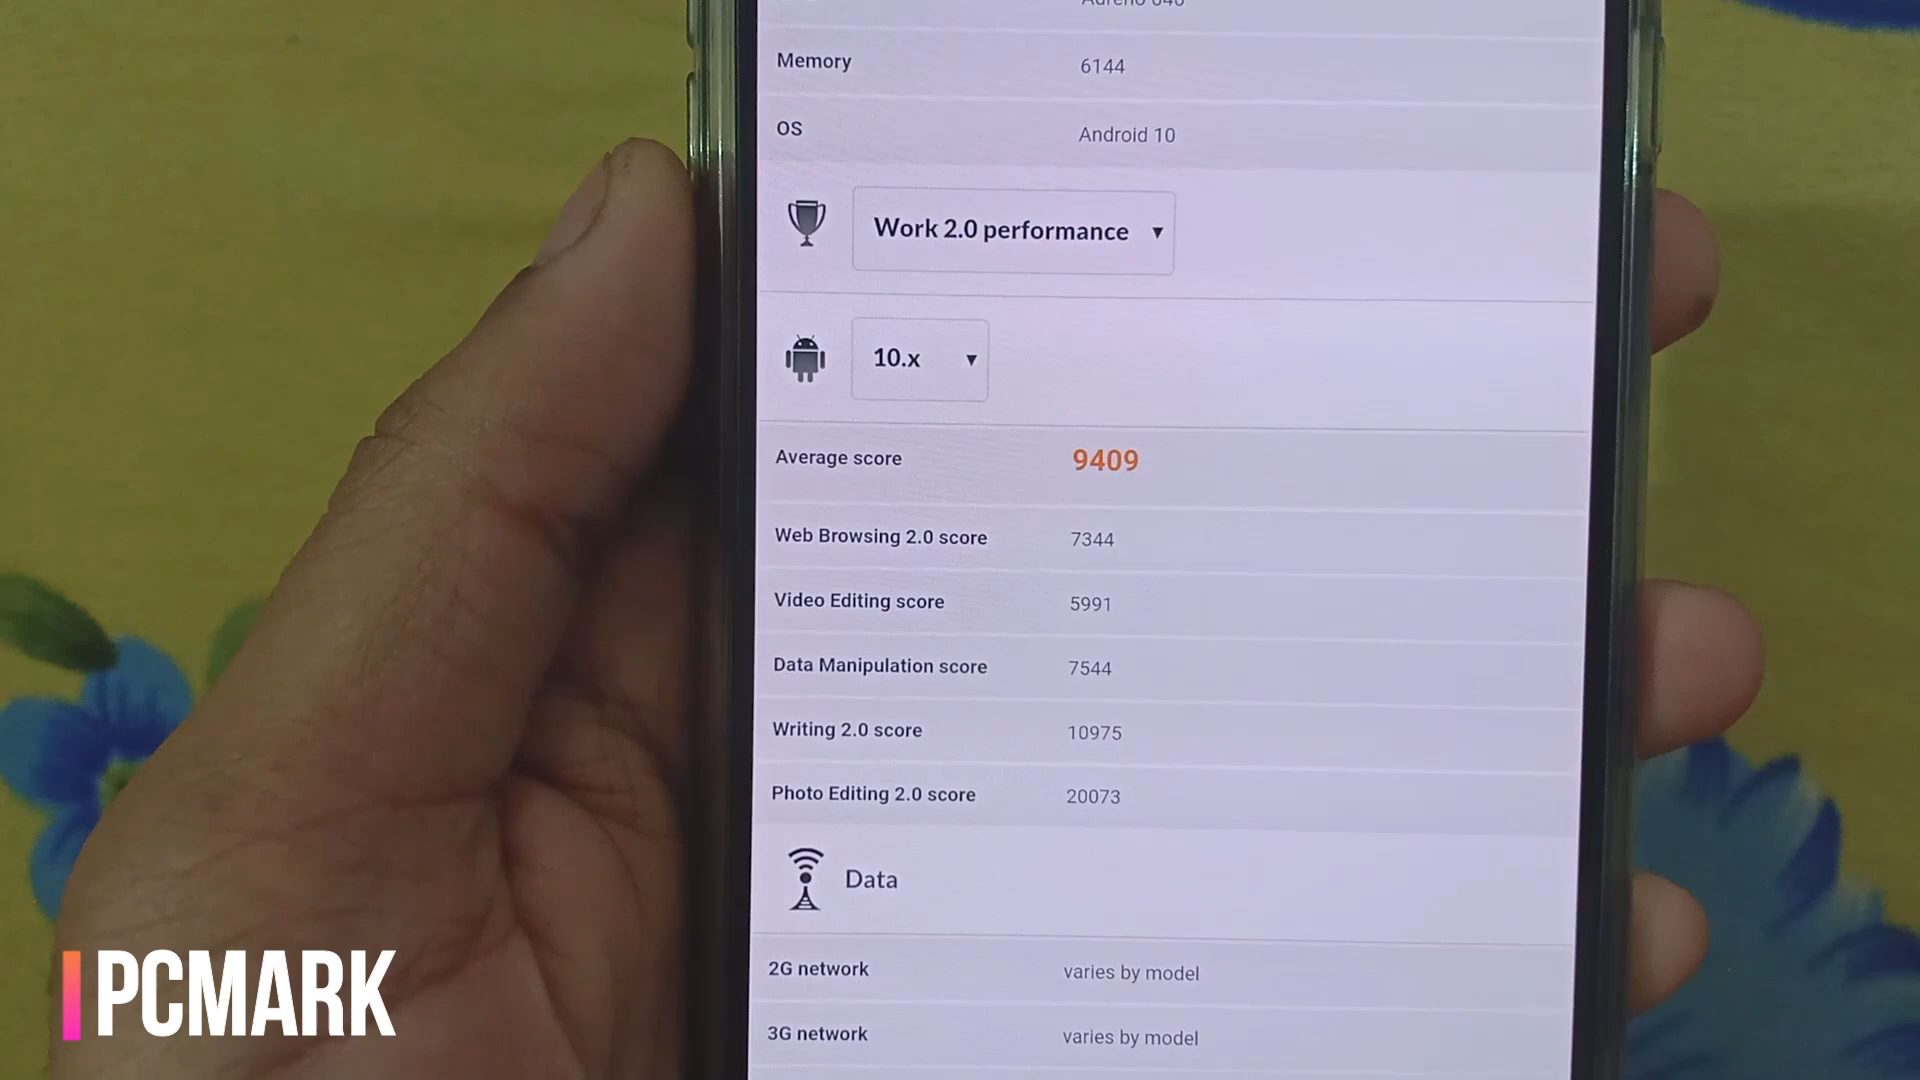 Memory 6144
OS Android 10
Work 2.0 performance ▼
10.x ▼
Average score 9409
Web Browsing 2.0 score 7344
Video Editing score 5991
Data Manipulation score 7544
Writing 2.0 score 10975
Photo Editing 2.0 score 20073
Data
2G network varies by model
3G network varies by model
PCMARK